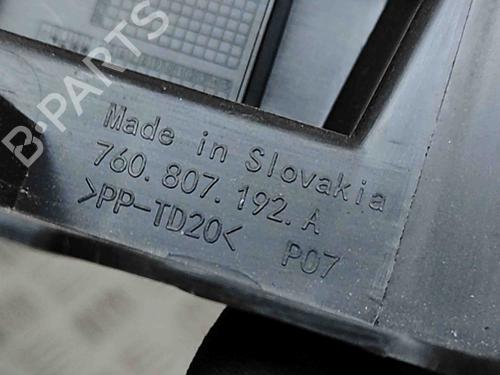 B-PARTS
Made in Slovakia
760.807.192.A
>PP-TD20<
P07